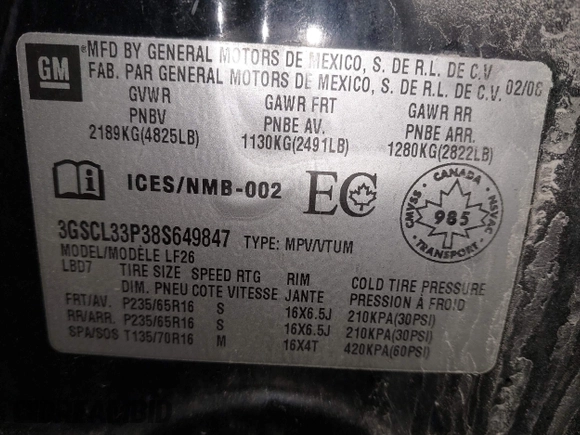 GM
MFD BY GENERAL MOTORS DE MEXICO, S. DE R.L. DE C.V
FAB. PAR GENERAL MOTORS DE MEXICO, S. DE R.L. DE C.V. 02/08
GVWR GAWR FRT GAWR RR
PNBV PNBE AV. PNBE ARR.
2189KG(4825LB) 1130KG(2491LB) 1280KG(2822LB)
i ICES/NMB-002 EC CANADA CMVSS NSVAC 985 TRANSPORT
3GSCL33P38S649847 TYPE: MPV/VTUM
MODEL/MODÈLE LF26
LBD7 TIRE SIZE SPEED RTG RIM COLD TIRE PRESSURE
DIM. PNEU COTE VITESSE JANTE PRESSION À FROID
FRT/AV. P235/65R16 S 16X6.5J 210KPA(30PSI)
RR/ARR. P235/65R16 S 16X6.5J 210KPA(30PSI)
SPA/SOS T135/70R16 M 16X4T 420KPA(60PSI)